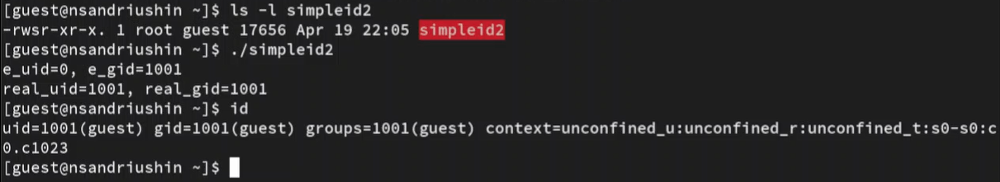 [guest@nsandriushin ~]$ ls -l simpleid2
-rwsr-xr-x. 1 root guest 17656 Apr 19 22:05 simpleid2
[guest@nsandriushin ~]$ ./simpleid2
e_uid=0, e_gid=1001
real_uid=1001, real_gid=1001
[guest@nsandriushin ~]$ id
uid=1001(guest) gid=1001(guest) groups=1001(guest) context=unconfined_u:unconfined_r:unconfined_t:s0-s0:c
0.c1023
[guest@nsandriushin ~]$